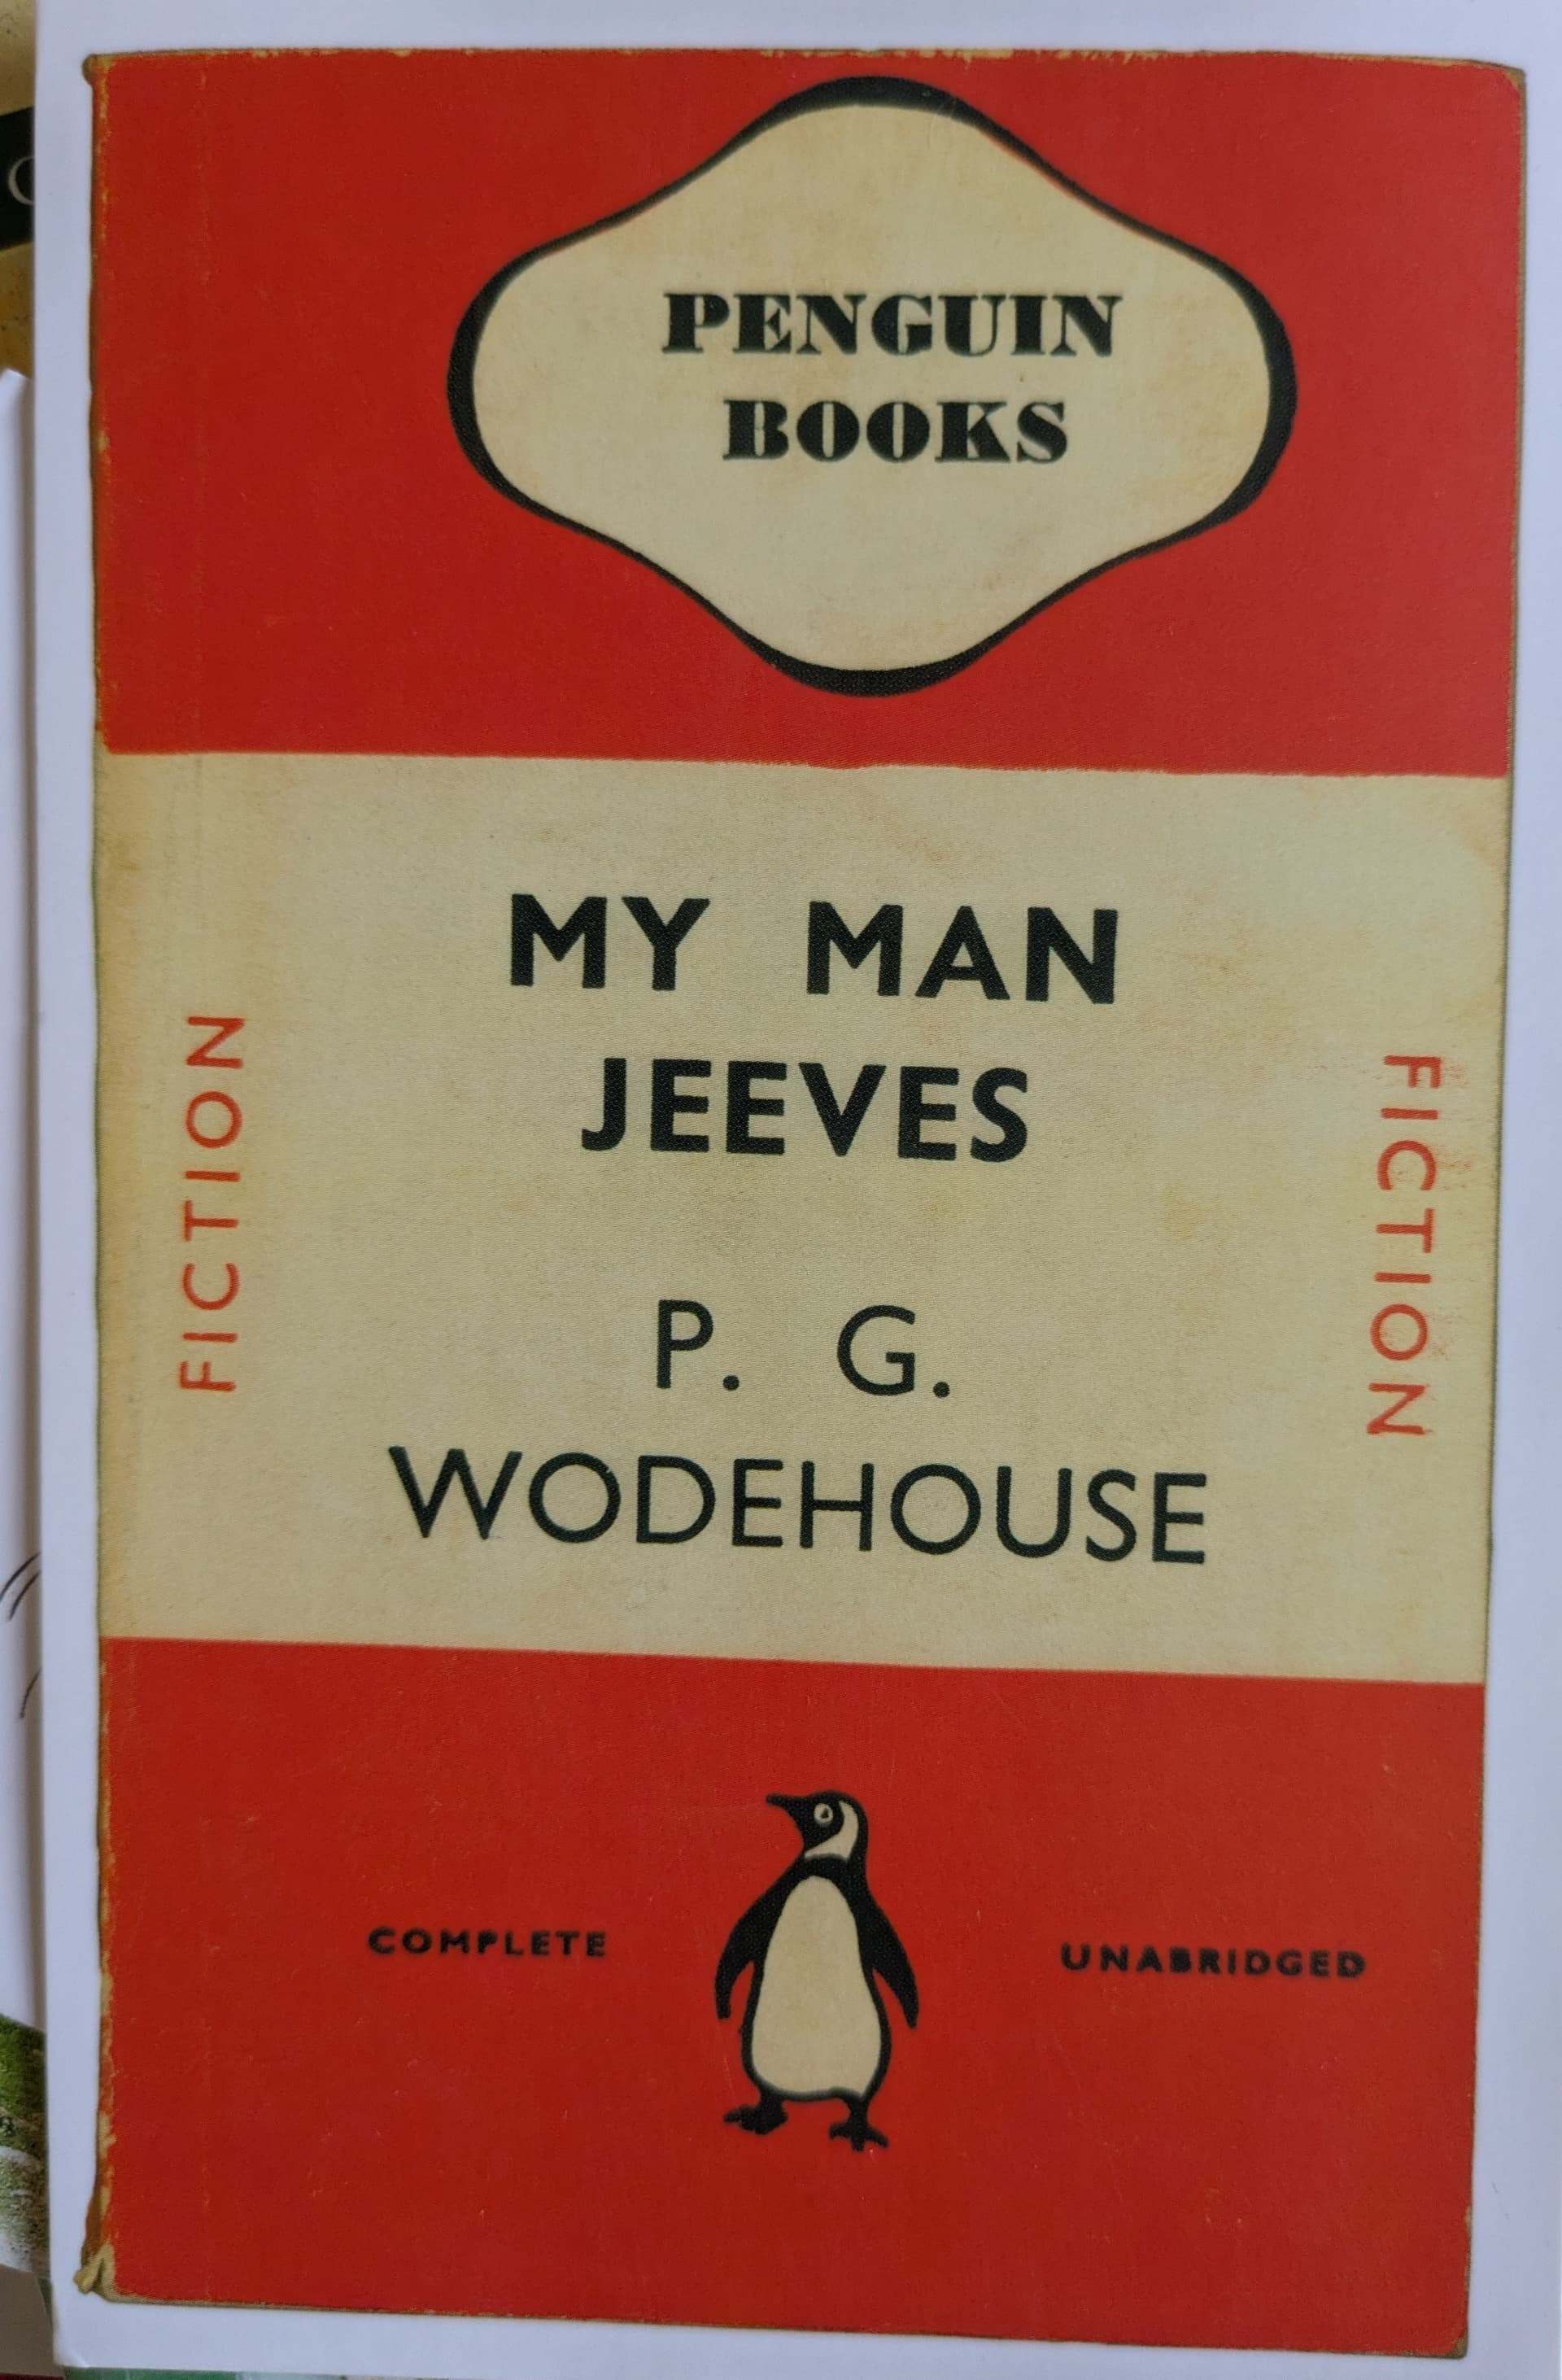 PENGUIN
BOOKS
MY MAN
JEEVES
FICTION
FICTION
P. G.
WODEHOUSE
COMPLETE
UNABRIDGED